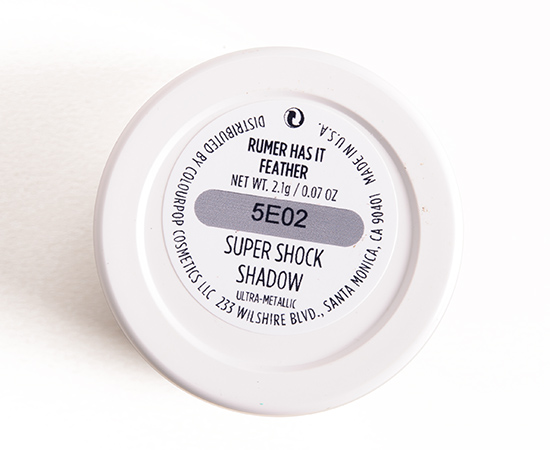 RUMER HAS IT
FEATHER
NET WT. 2.1g / 0.07 OZ
5E02
SUPER SHOCK
SHADOW
ULTRA-METALLIC
DISTRIBUTED BY COLOURPOP COSMETICS LLC 233 WILSHIRE BLVD., SANTA MONICA, CA 90401 MADE IN U.S.A.